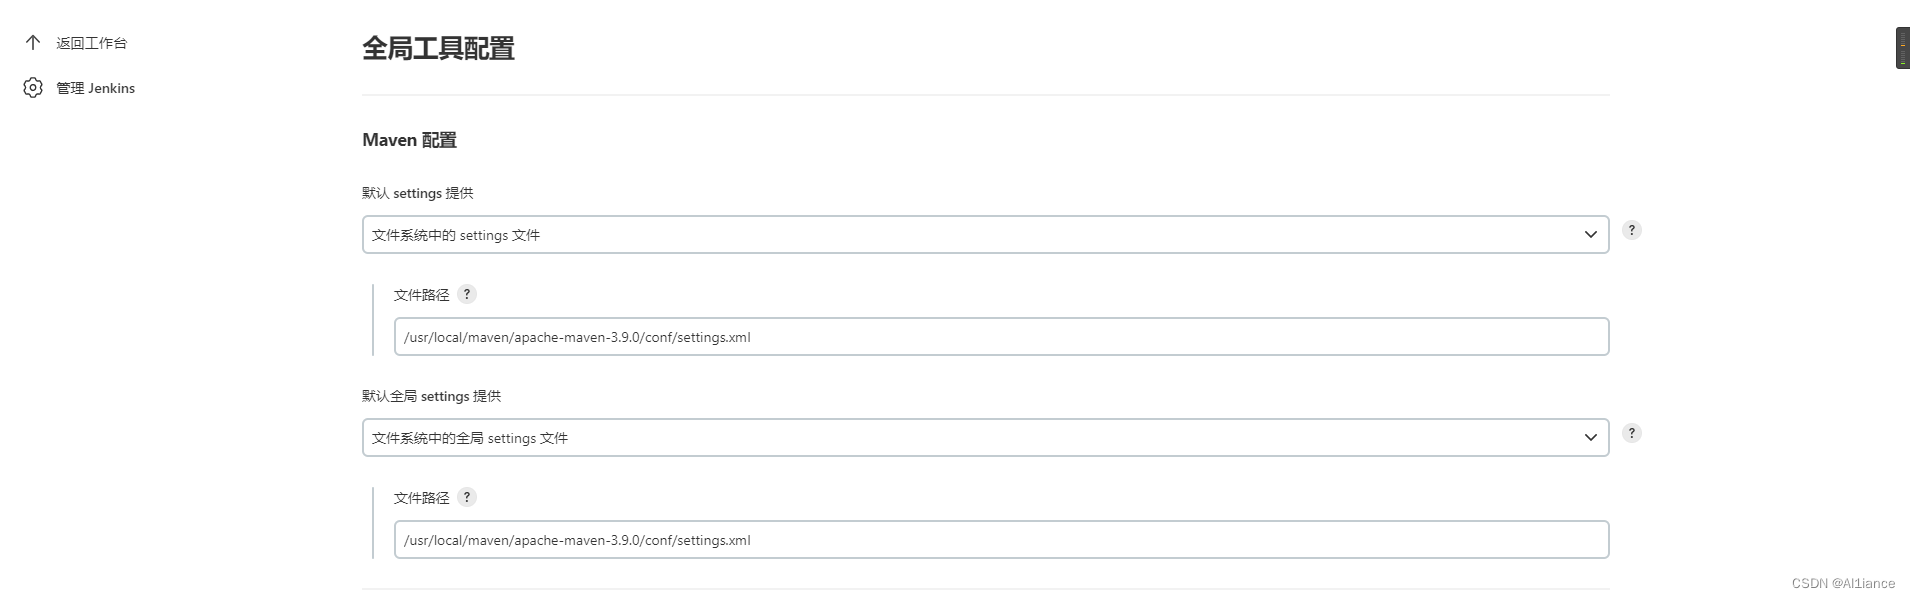 返回工作台
管理 Jenkins
全局工具配置
Maven 配置
默认 settings 提供
文件系统中的 settings 文件
?
文件路径 ?
/usr/local/maven/apache-maven-3.9.0/conf/settings.xml
默认全局 settings 提供
文件系统中的全局 settings 文件
?
文件路径 ?
/usr/local/maven/apache-maven-3.9.0/conf/settings.xml
CSDN @Al1iance